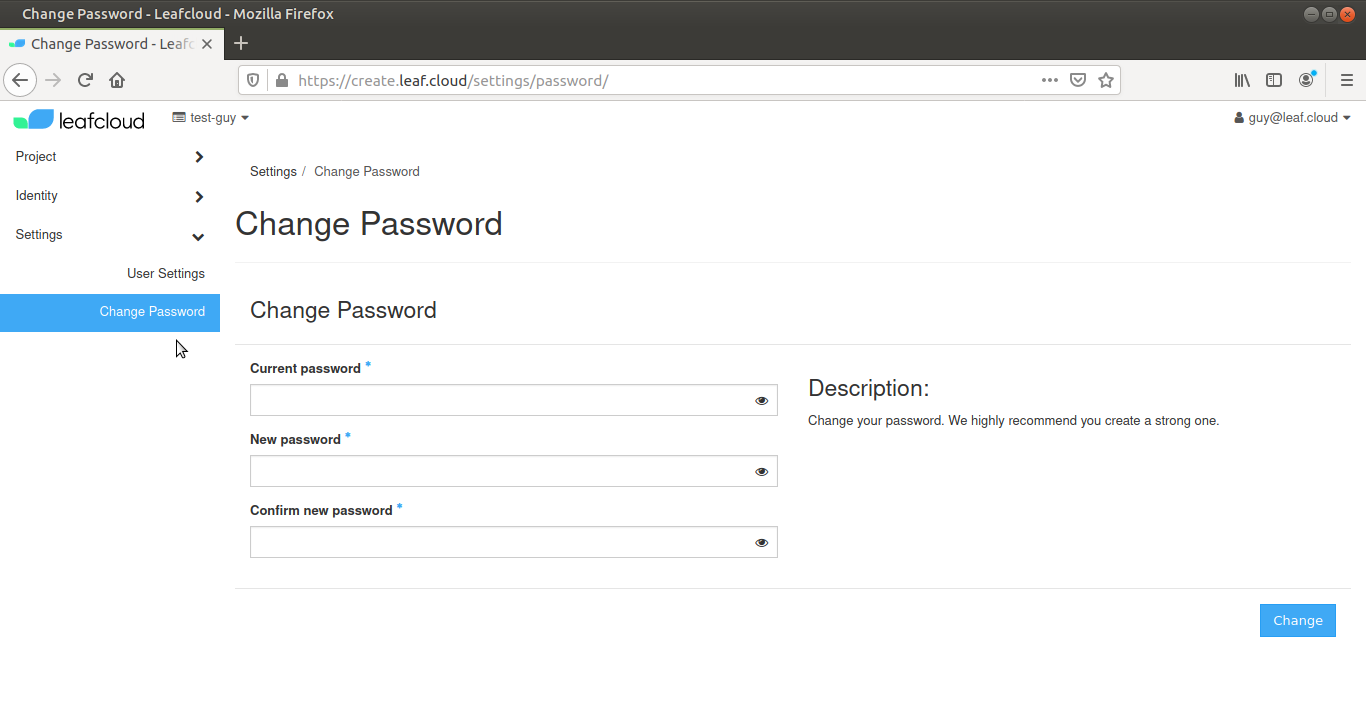 Change Password - Leafcloud - Mozilla Firefox
Change Password - Leafc
https://create.leaf.cloud/settings/password/
leafcloud
test-guy
guy@leaf.cloud
Project
Identity
Settings
User Settings
Change Password
Settings / Change Password
Change Password
Change Password
Current password *
New password *
Confirm new password *
Description:
Change your password. We highly recommend you create a strong one.
Change